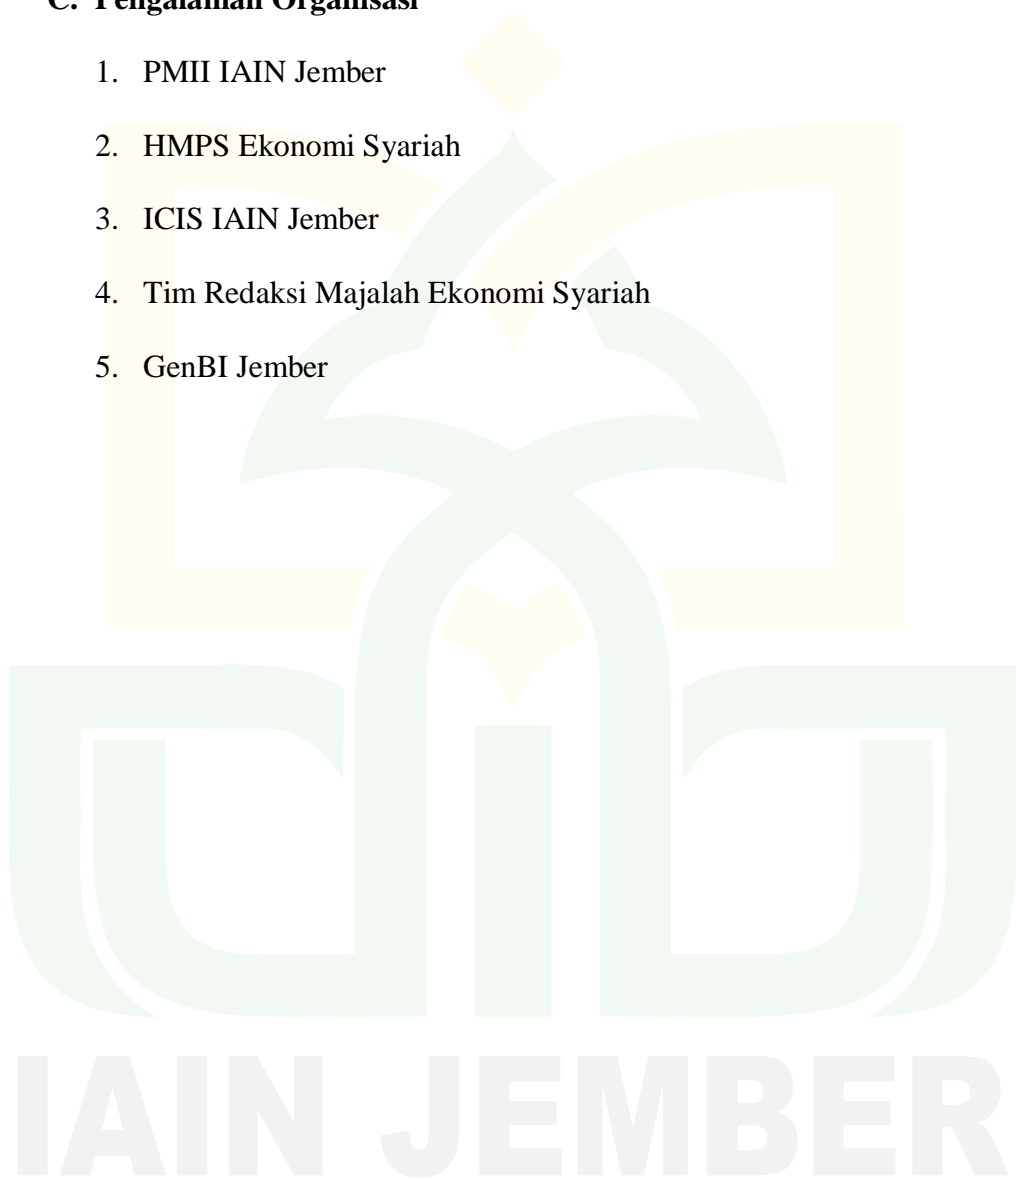 C. Pengalaman Organisasi
1. PMII IAIN Jember
2. HMPS Ekonomi Syariah
3. ICIS IAIN Jember
4. Tim Redaksi Majalah Ekonomi Syariah
5. GenBI Jember
IAIN JEMBER